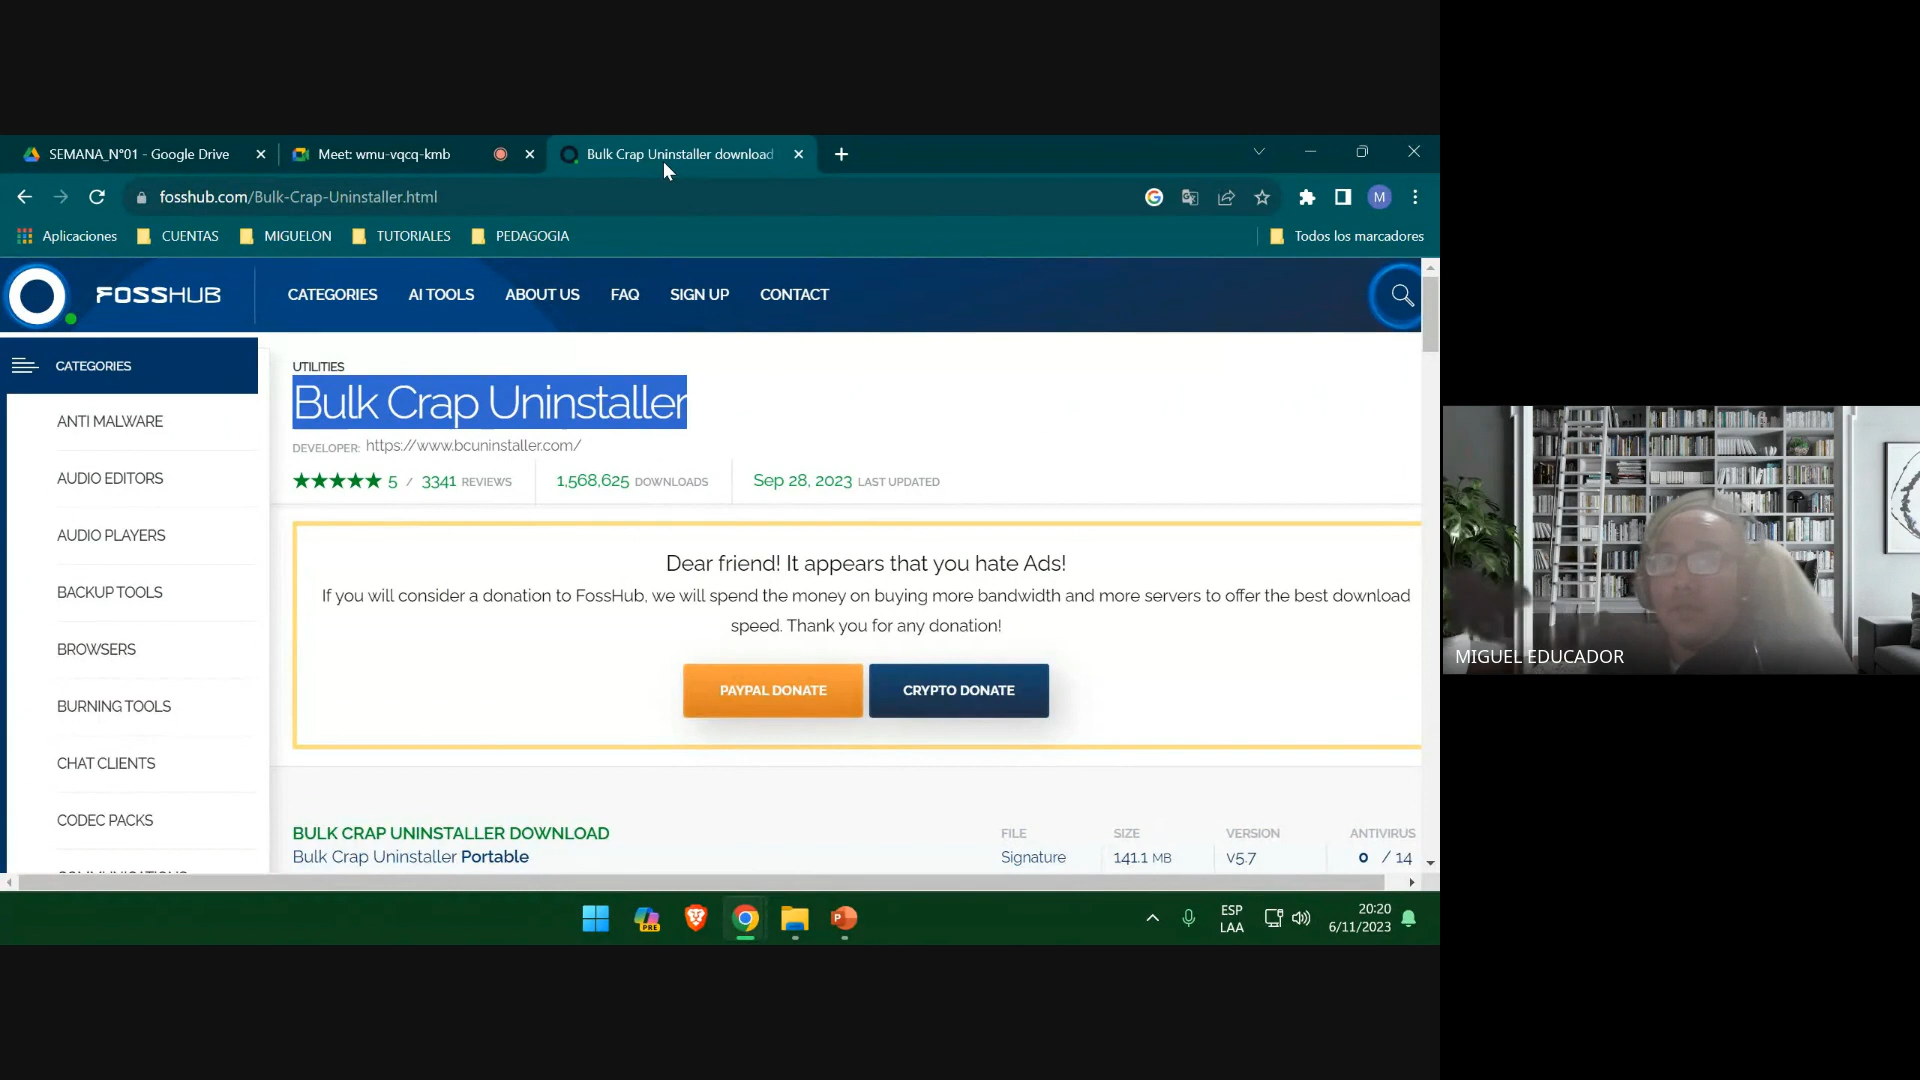 SEMANA_N°01 - Google Drive
Meet: wmu-vqcq-kmb
Bulk Crap Uninstaller download
fosshub.com/Bulk-Crap-Uninstaller.html
M
Aplicaciones
CUENTAS
MIGUELON
TUTORIALES
PEDAGOGIA
Todos los marcadores
FOSSHUB
CATEGORIES
AI TOOLS
ABOUT US
FAQ
SIGN UP
CONTACT
CATEGORIES
ANTI MALWARE
AUDIO EDITORS
AUDIO PLAYERS
BACKUP TOOLS
BROWSERS
BURNING TOOLS
CHAT CLIENTS
CODEC PACKS
UTILITIES
Bulk Crap Uninstaller
DEVELOPER: https://www.bcuninstaller.com/
5 / 3341 REVIEWS
1,568,625 DOWNLOADS
Sep 28, 2023 LAST UPDATED
Dear friend! It appears that you hate Ads!
If you will consider a donation to FossHub, we will spend the money on buying more bandwidth and more servers to offer the best download
speed. Thank you for any donation!
PAYPAL DONATE
CRYPTO DONATE
BULK CRAP UNINSTALLER DOWNLOAD
FILE
SIZE
VERSION
ANTIVIRUS
Bulk Crap Uninstaller Portable
Signature
141.1 MB
v5.7
0 / 14
PRE
P
ESP
LAA
20:20
6/11/2023
MIGUEL EDUCADOR